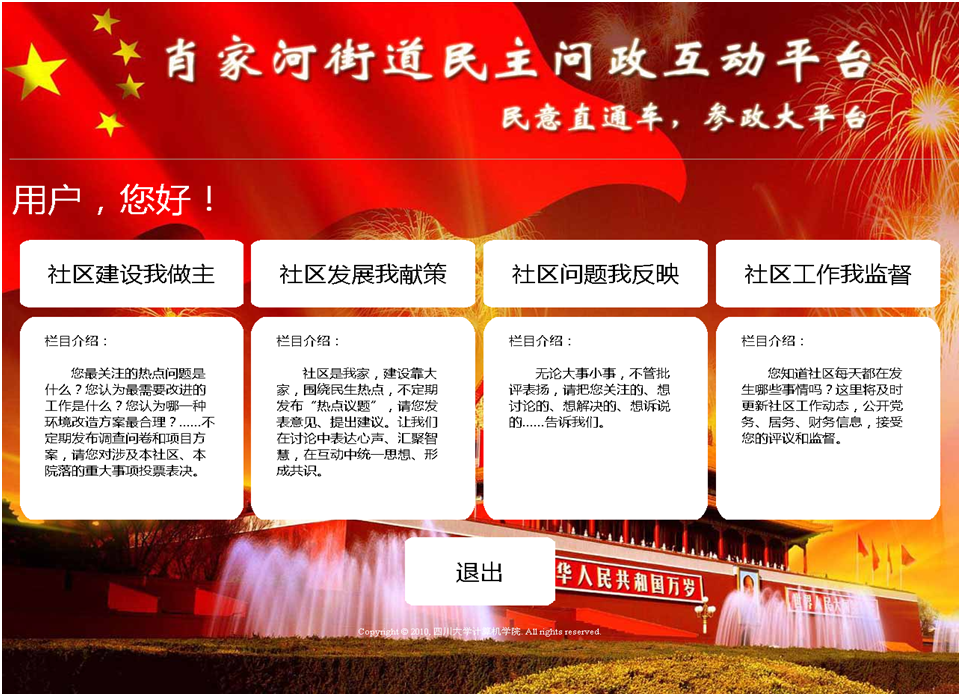 肖家河街道民主问政互动平台
民意直通车，参政大平台
用户，您好！
社区建设我做主
社区发展我献策
社区问题我反映
社区工作我监督
栏目介绍：
您最关注的热点问题是
什么？您认为最需要改进的
工作是什么？您认为哪一种
环境改造方案最合理？......不
定期发布调查问卷和项目方
案，请您对涉及本社区、本
院落的重大事项投票表决。
栏目介绍：
社区是我家，建设靠大
家，围绕民生热点，不定期
发布“热点议题”，请您发
表意见、提出建议。让我们
在讨论中表达心声、汇聚智
慧，在互动中统一思想、形
成共识。
栏目介绍：
无论大事小事，不管批
评表扬，请把您关注的、想
讨论的、想解决的、想诉说
的......告诉我们。
栏目介绍：
您知道社区每天都在发
生哪些事情吗？这里将及时
更新社区工作动态，公开党
务、居务、财务信息，接受
您的评议和监督。
退出
华人民共和国万岁
Copyright © 2010, 四川大学计算机学院. All rights reserved.